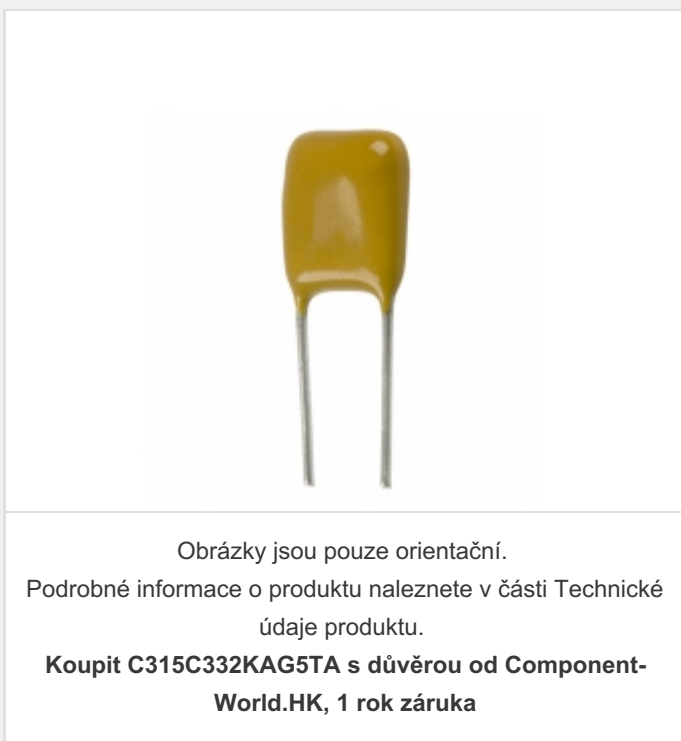 Obrázky jsou pouze orientační.
Podrobné informace o produktu naleznete v části Technické
údaje produktu.
Koupit C315C332KAG5TA s důvěrou od Component-
World.HK, 1 rok záruka